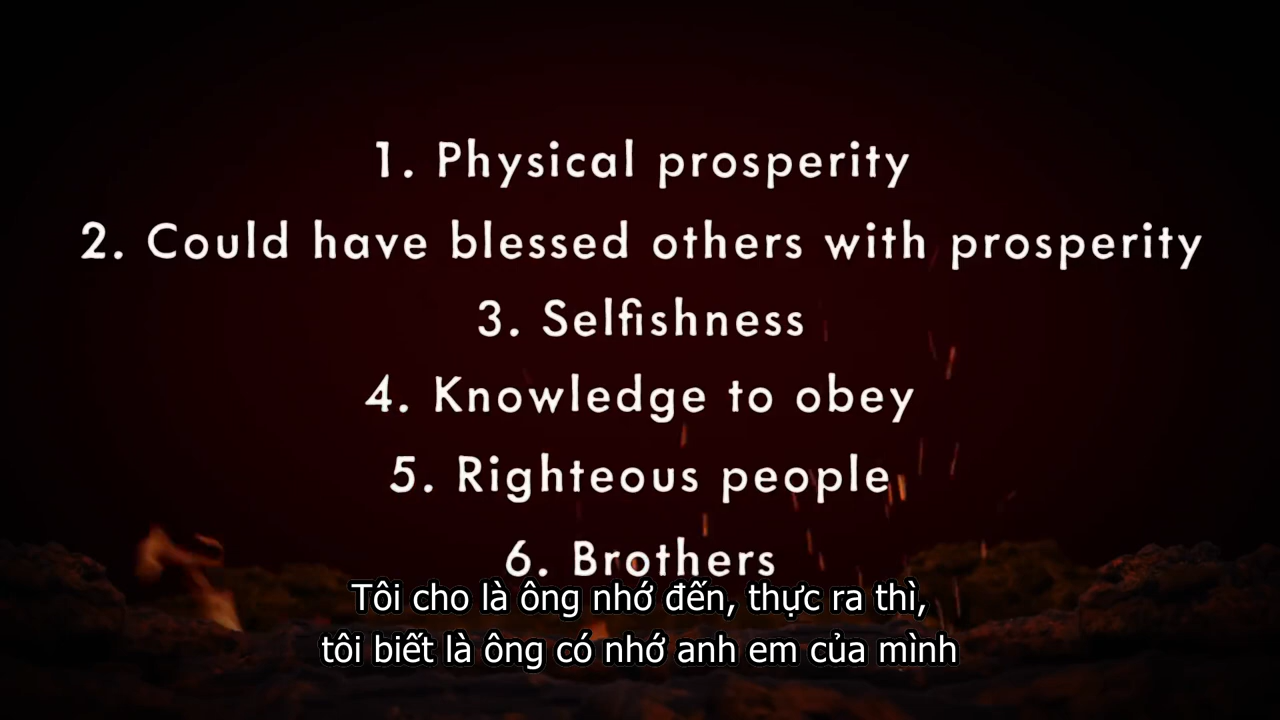 1. Physical prosperity
2. Could have blessed others with prosperity
3. Selfishness
4. Knowledge to obey
5. Righteous people
6. Brothers
Tôi cho là ông nhớ đến, thực ra thì,
tôi biết là ông có nhớ anh em của mình